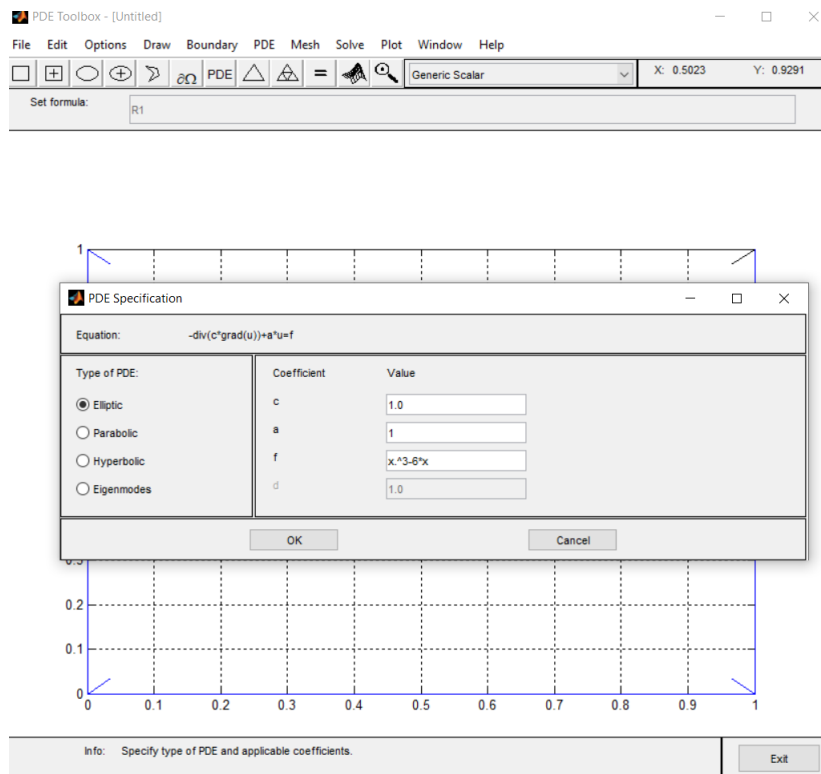 PDE Toolbox - [Untitled]
File Edit Options Draw Boundary PDE Mesh Solve Plot Window Help
∂Ω PDE = Generic Scalar X: 0.5023 Y: 0.9291
Set formula: R1
1
PDE Specification
Equation: -div(c*grad(u))+a*u=f
Type of PDE: Coefficient Value
Elliptic c 1.0
Parabolic a 1
Hyperbolic f x.^3-6*x
Eigenmodes d 1.0
OK Cancel
0.2
0.1
0
0 0.1 0.2 0.3 0.4 0.5 0.6 0.7 0.8 0.9 1
Info: Specify type of PDE and applicable coefficients. Exit